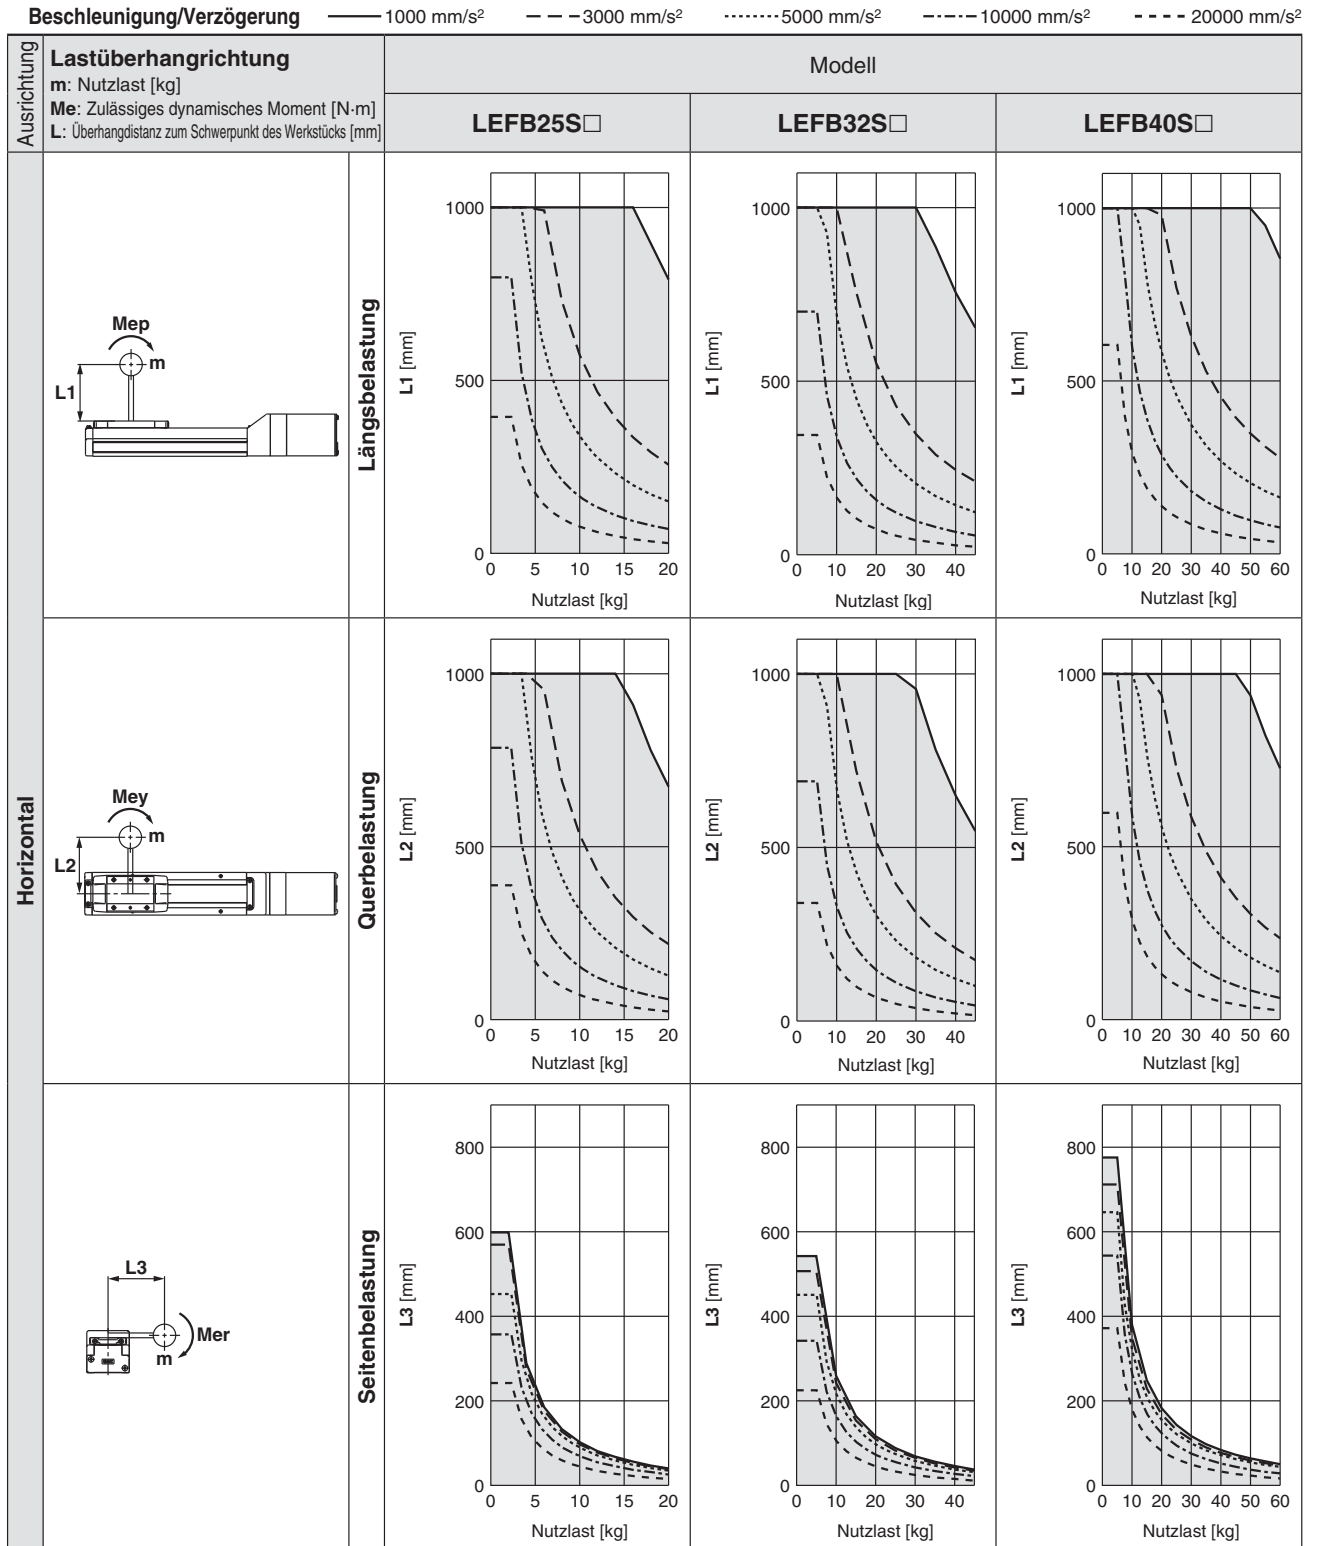 Beschleunigung/Verzögerung 1000 mm/s² 3000 mm/s² 5000 mm/s² 10000 mm/s² 20000 mm/s²
Ausrichtung
Lastüberhangrichtung
m: Nutzlast [kg]
Me: Zulässiges dynamisches Moment [N·m]
L: Überhangdistanz zum Schwerpunkt des Werkstücks [mm]
Modell
LEFB25S□ LEFB32S□ LEFB40S□
Horizontal
Mep
m
L1
Längsbelastung
L1 [mm]
1000
500
0
0 5 10 15 20
Nutzlast [kg]
L1 [mm]
1000
500
0
0 10 20 30 40
Nutzlast [kg]
L1 [mm]
1000
500
0
0 10 20 30 40 50 60
Nutzlast [kg]
Mey
m
L2
Querbelastung
L2 [mm]
1000
500
0
0 5 10 15 20
Nutzlast [kg]
L2 [mm]
1000
500
0
0 10 20 30 40
Nutzlast [kg]
L2 [mm]
1000
500
0
0 10 20 30 40 50 60
Nutzlast [kg]
L3
Mer
m
Seitenbelastung
L3 [mm]
800
600
400
200
0
0 5 10 15 20
Nutzlast [kg]
L3 [mm]
800
600
400
200
0
0 10 20 30 40
Nutzlast [kg]
L3 [mm]
800
600
400
200
0
0 10 20 30 40 50 60
Nutzlast [kg]